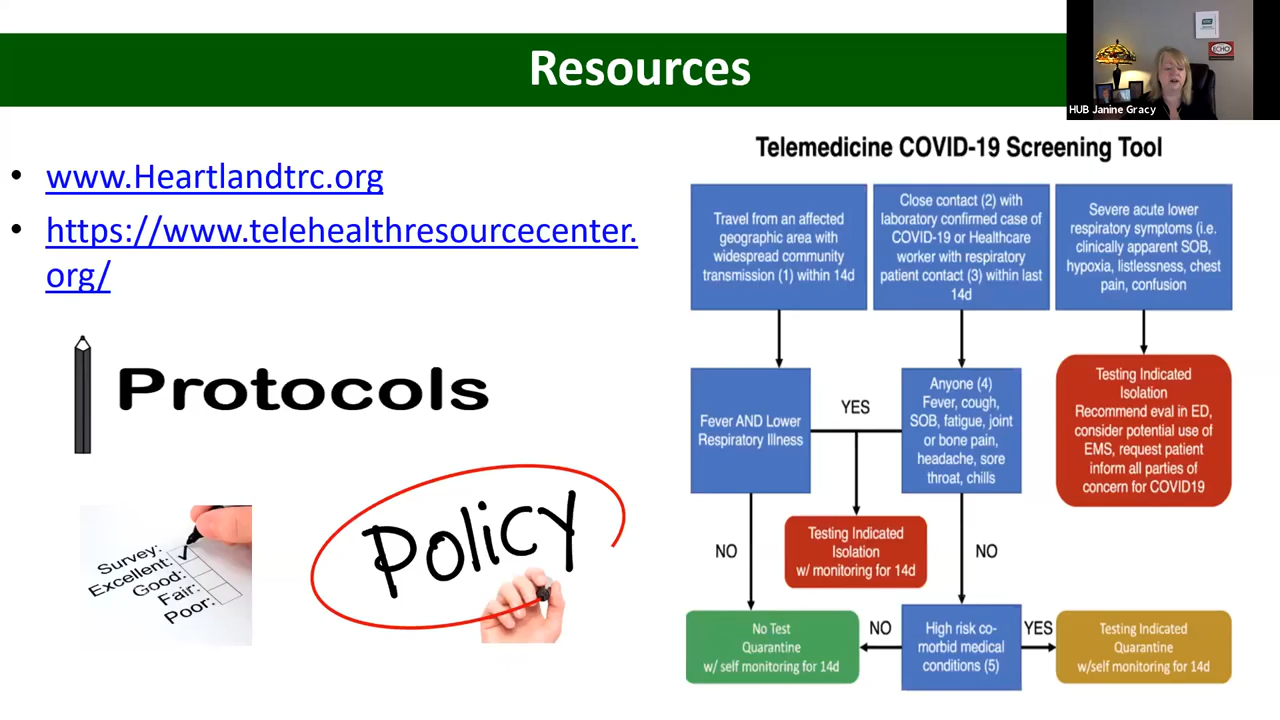 Resources
ECHO
HUB Janine Gracy
• www.Heartlandtrc.org
• https://www.telehealthresourcecenter.
org/
Protocols
Survey:
Excellent:
Good:
Fair:
Poor:
Policy
Telemedicine COVID-19 Screening Tool
Travel from an affected
geographic area with
widespread community
transmission (1) within 14d
Close contact (2) with
laboratory confirmed case of
COVID-19 or Healthcare
worker with respiratory
patient contact (3) within last
14d
Severe acute lower
respiratory symptoms (i.e.
clinically apparent SOB,
hypoxia, listlessness, chest
pain, confusion
Fever AND Lower
Respiratory Illness
YES
Anyone (4)
Fever, cough,
SOB, fatigue, joint
or bone pain,
headache, sore
throat, chills
Testing Indicated
Isolation
Recommend eval in ED,
consider potential use of
EMS, request patient
inform all parties of
concern for COVID19
NO
Testing Indicated
Isolation
w/ monitoring for 14d
NO
No Test
Quarantine
w/ self monitoring for 14d
NO
High risk co-
morbid medical
conditions (5)
YES
Testing Indicated
Quarantine
w/self monitoring for 14d